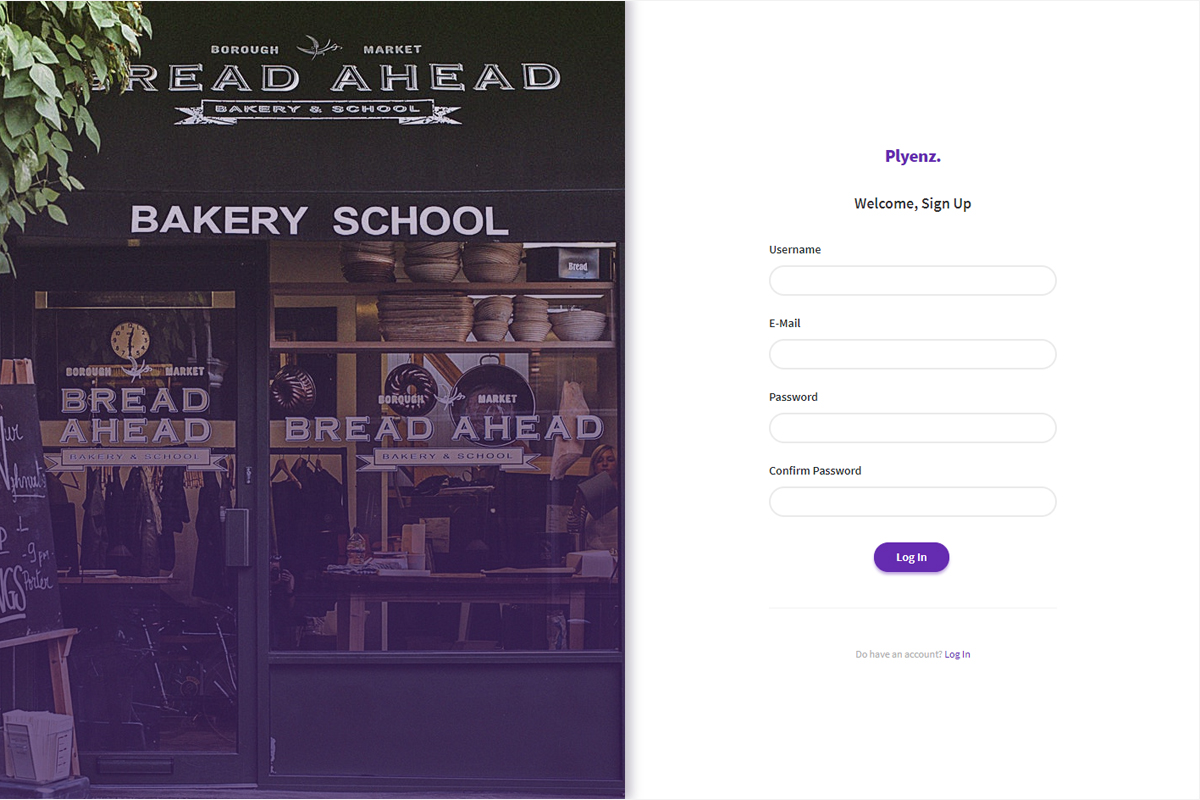 BOROUGH MARKET
BREAD AHEAD
BAKERY & SCHOOL
BAKERY SCHOOL
Bread
BOROUGH MARKET
BREAD
AHEAD
BAKERY & SCHOOL
BOROUGH MARKET
BREAD AHEAD
BAKERY & SCHOOL
-9pm
Porter
Plyenz.
Welcome, Sign Up
Username
E-Mail
Password
Confirm Password
Log In
Do have an account? Log In